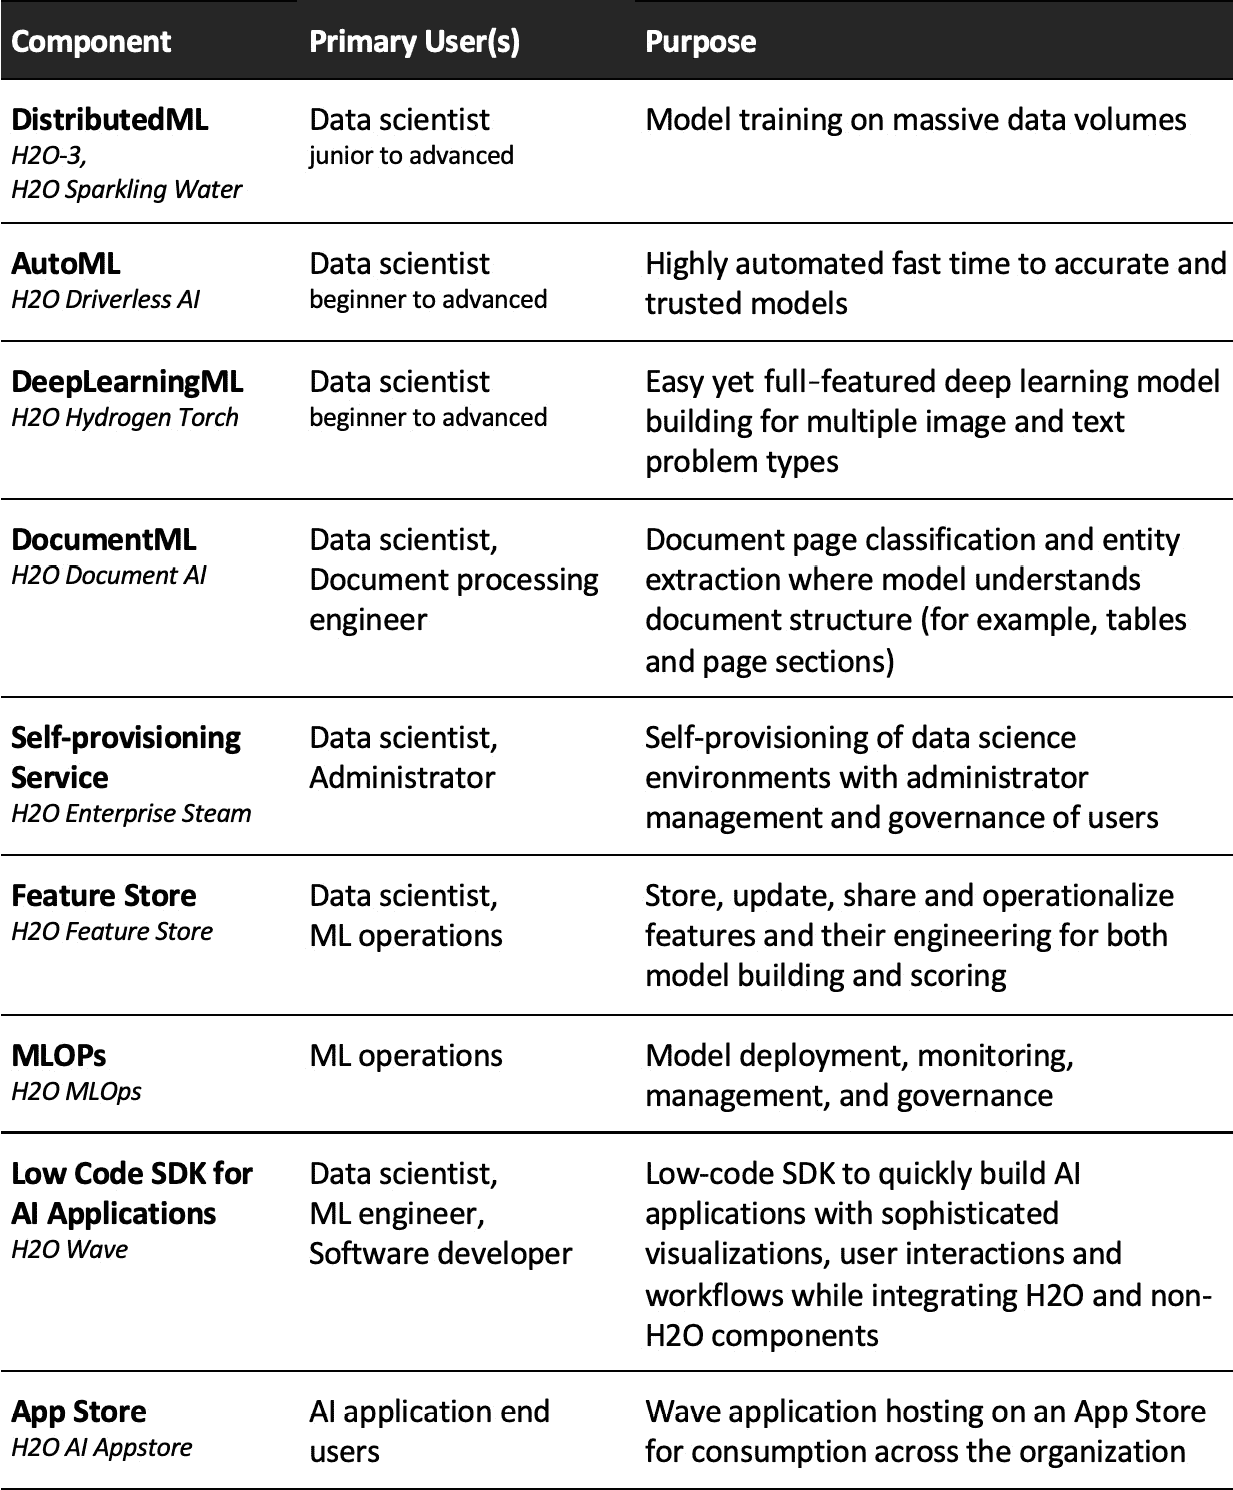 Component Primary User(s) Purpose
DistributedML Data scientist Model training on massive data volumes
H2O-3, junior to advanced
H2O Sparkling Water
AutoML Data scientist Highly automated fast time to accurate and
H2O Driverless AI beginner to advanced trusted models
DeepLearningML Data scientist Easy yet full-featured deep learning model
H2O Hydrogen Torch beginner to advanced building for multiple image and text
problem types
DocumentML Data scientist, Document page classification and entity
H2O Document AI Document processing extraction where model understands
engineer document structure (for example, tables
and page sections)
Self-provisioning Data scientist, Self-provisioning of data science
Service Administrator environments with administrator
H2O Enterprise Steam management and governance of users
Feature Store Data scientist, Store, update, share and operationalize
H2O Feature Store ML operations features and their engineering for both
model building and scoring
MLOPs ML operations Model deployment, monitoring,
H2O MLOps management, and governance
Low Code SDK for Data scientist, Low-code SDK to quickly build AI
AI Applications ML engineer, applications with sophisticated
H2O Wave Software developer visualizations, user interactions and
workflows while integrating H2O and non-
H2O components
App Store AI application end Wave application hosting on an App Store
H2O AI Appstore users for consumption across the organization